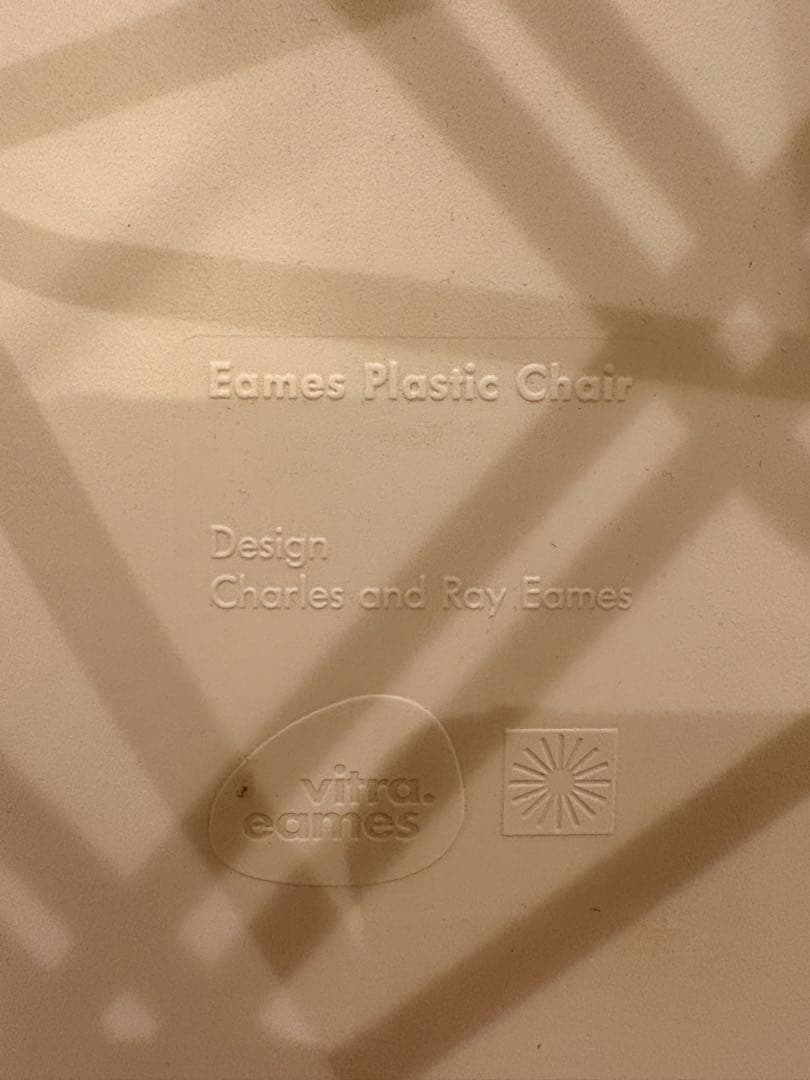 Eames Plastic Chair
Design
Charles and Ray Eames
vitra.
eames